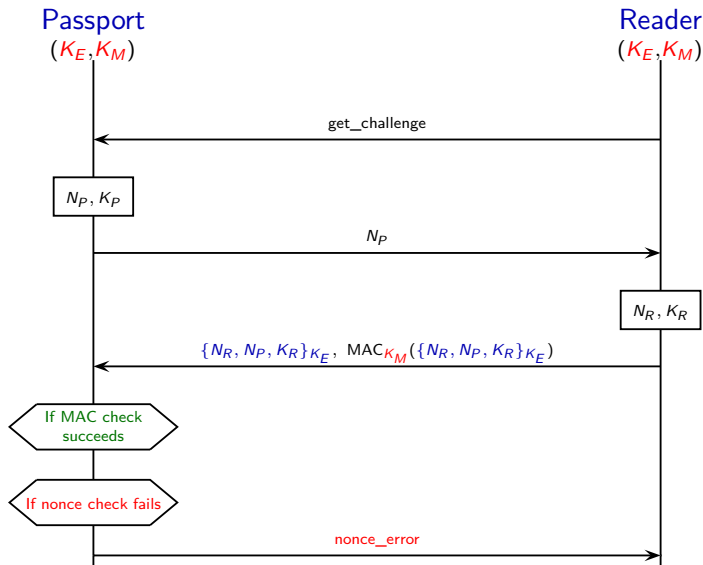 Passport
(K_E, K_M)
Reader
(K_E, K_M)
get_challenge
N_P, K_P
N_P
N_R, K_R
{N_R, N_P, K_R}_{K_E}, MAC_{K_M}({N_R, N_P, K_R}_{K_E})
If MAC check
succeeds
If nonce check fails
nonce_error